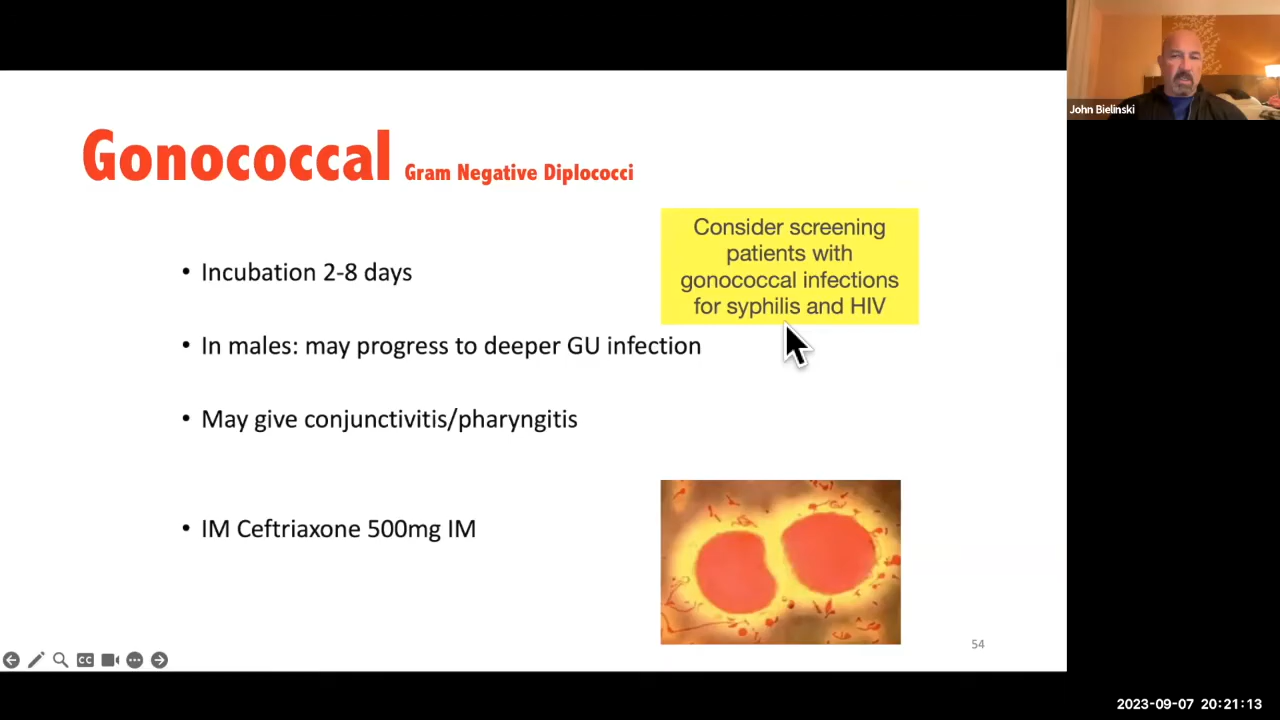 Gonococcal Gram Negative Diplococci
Consider screening
patients with
gonococcal infections
for syphilis and HIV
• Incubation 2-8 days
• In males: may progress to deeper GU infection
• May give conjunctivitis/pharyngitis
• IM Ceftriaxone 500mg IM
54
CC
John Bielinski
2023-09-07 20:21:13